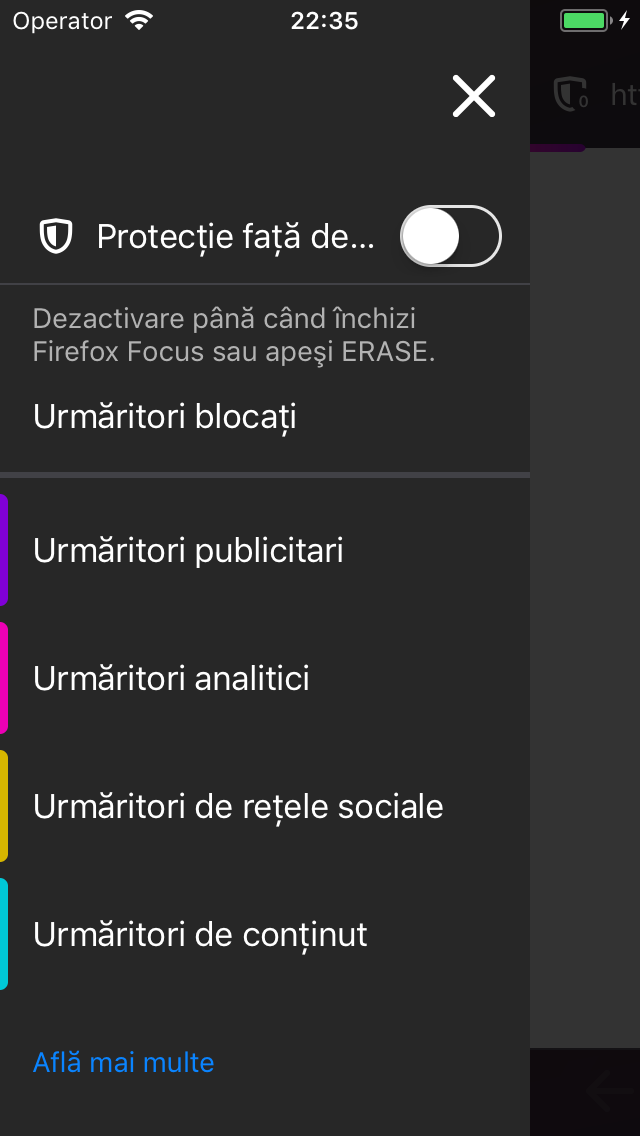 Operator 22:35
0 ht
Protecție față de...
Dezactivare până când închizi
Firefox Focus sau apeşi ERASE.
Urmăritori blocați
Urmăritori publicitari
Urmăritori analitici
Urmăritori de rețele sociale
Urmăritori de conținut
Află mai multe